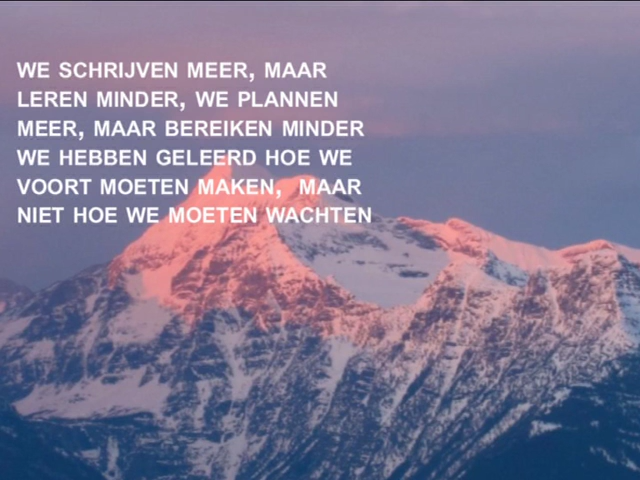 WE SCHRIJVEN MEER, MAAR
LEREN MINDER, WE PLANNEN
MEER, MAAR BEREIKEN MINDER
WE HEBBEN GELEERD HOE WE
VOORT MOETEN MAKEN,  MAAR
NIET HOE WE MOETEN WACHTEN